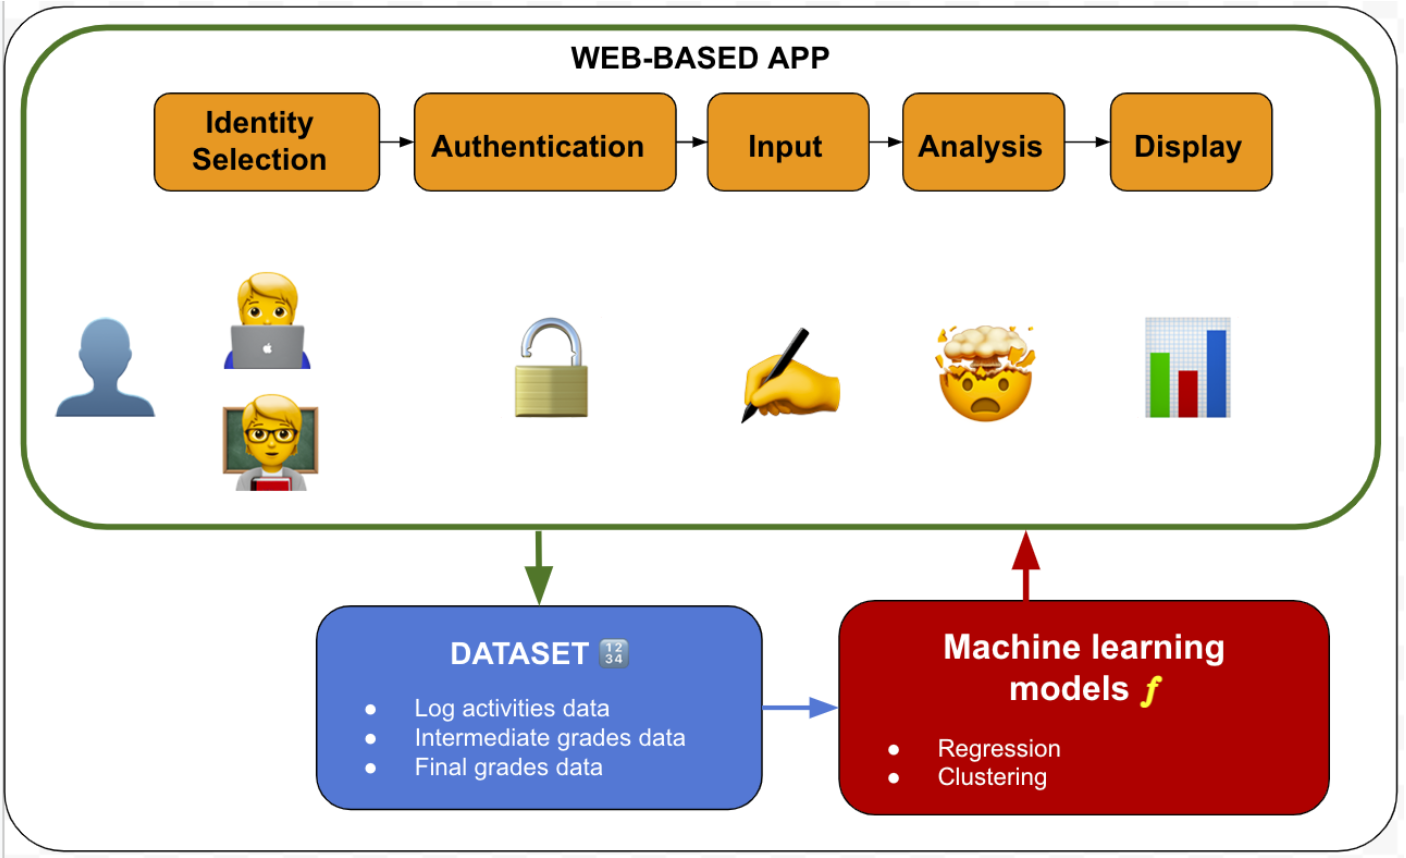 WEB-BASED APP
Identity
Selection
Authentication
Input
Analysis
Display
DATASET 🔢
● Log activities data
● Intermediate grades data
● Final grades data
Machine learning
models ƒ
● Regression
● Clustering